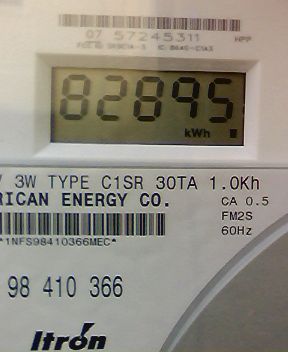 07 57245311 HPP
82895
kWh
V 3W TYPE C1SR 30TA 1.0Kh
RICAN ENERGY CO. CA 0.5
FM2S
*1NFS98410366MEC* 60Hz
98 410 366
Itron